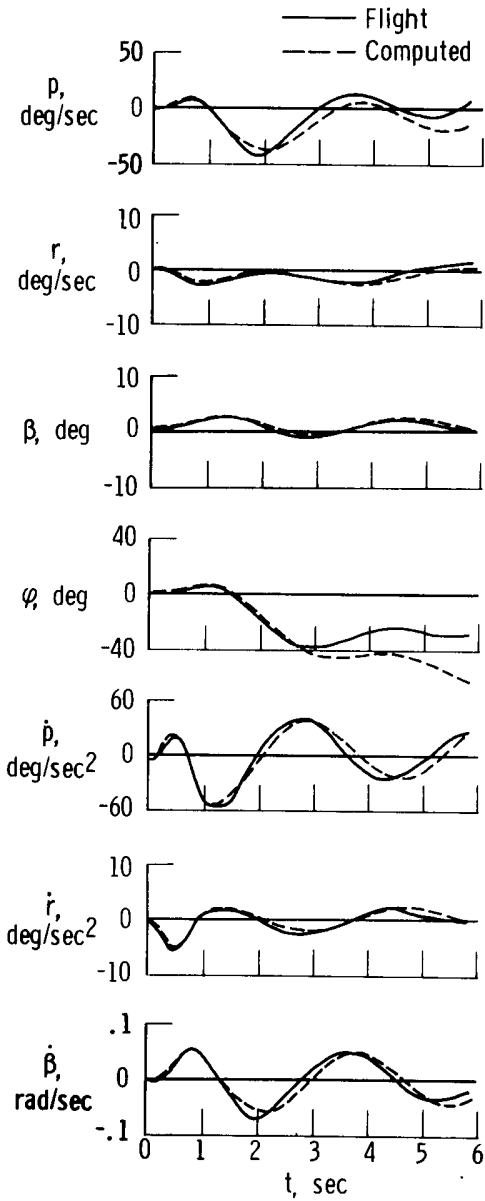 Flight
Computed
50
p,
deg/sec
0
-50
10
r,
deg/sec
0
-10
10
β, deg
0
-10
40
φ, deg
0
-40
60
ṗ,
deg/sec2
0
-60
10
ṙ,
deg/sec2
0
-10
.1
β̇,
rad/sec
0
-.1
0 1 2 3 4 5 6
t, sec